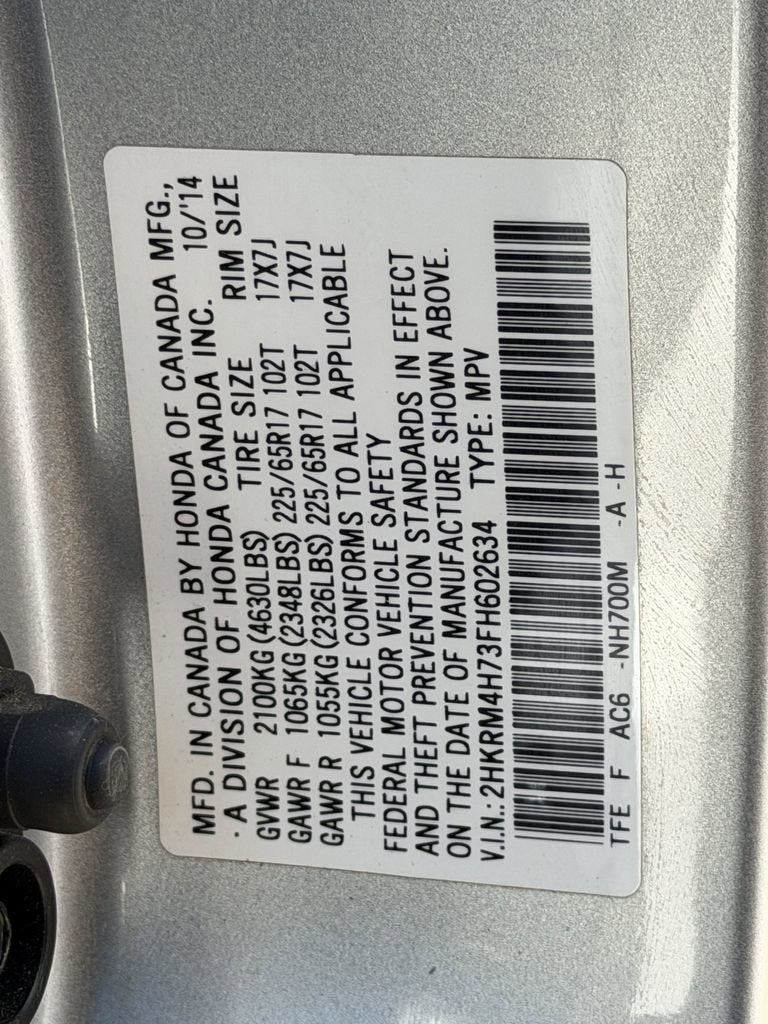 MFD. IN CANADA BY HONDA OF CANADA MFG.,
· A DIVISION OF HONDA CANADA INC. 10/'14
GVWR 2100KG (4630LBS) TIRE SIZE RIM SIZE
GAWR F 1065KG (2348LBS) 225/65R17 102T 17X7J
GAWR R 1055KG (2326LBS) 225/65R17 102T 17X7J
THIS VEHICLE CONFORMS TO ALL APPLICABLE
FEDERAL MOTOR VEHICLE SAFETY
AND THEFT PREVENTION STANDARDS IN EFFECT
ON THE DATE OF MANUFACTURE SHOWN ABOVE.
V.I.N.: 2HKRM4H73FH602634 TYPE: MPV
TFE F AC6 -NH700M -A -H